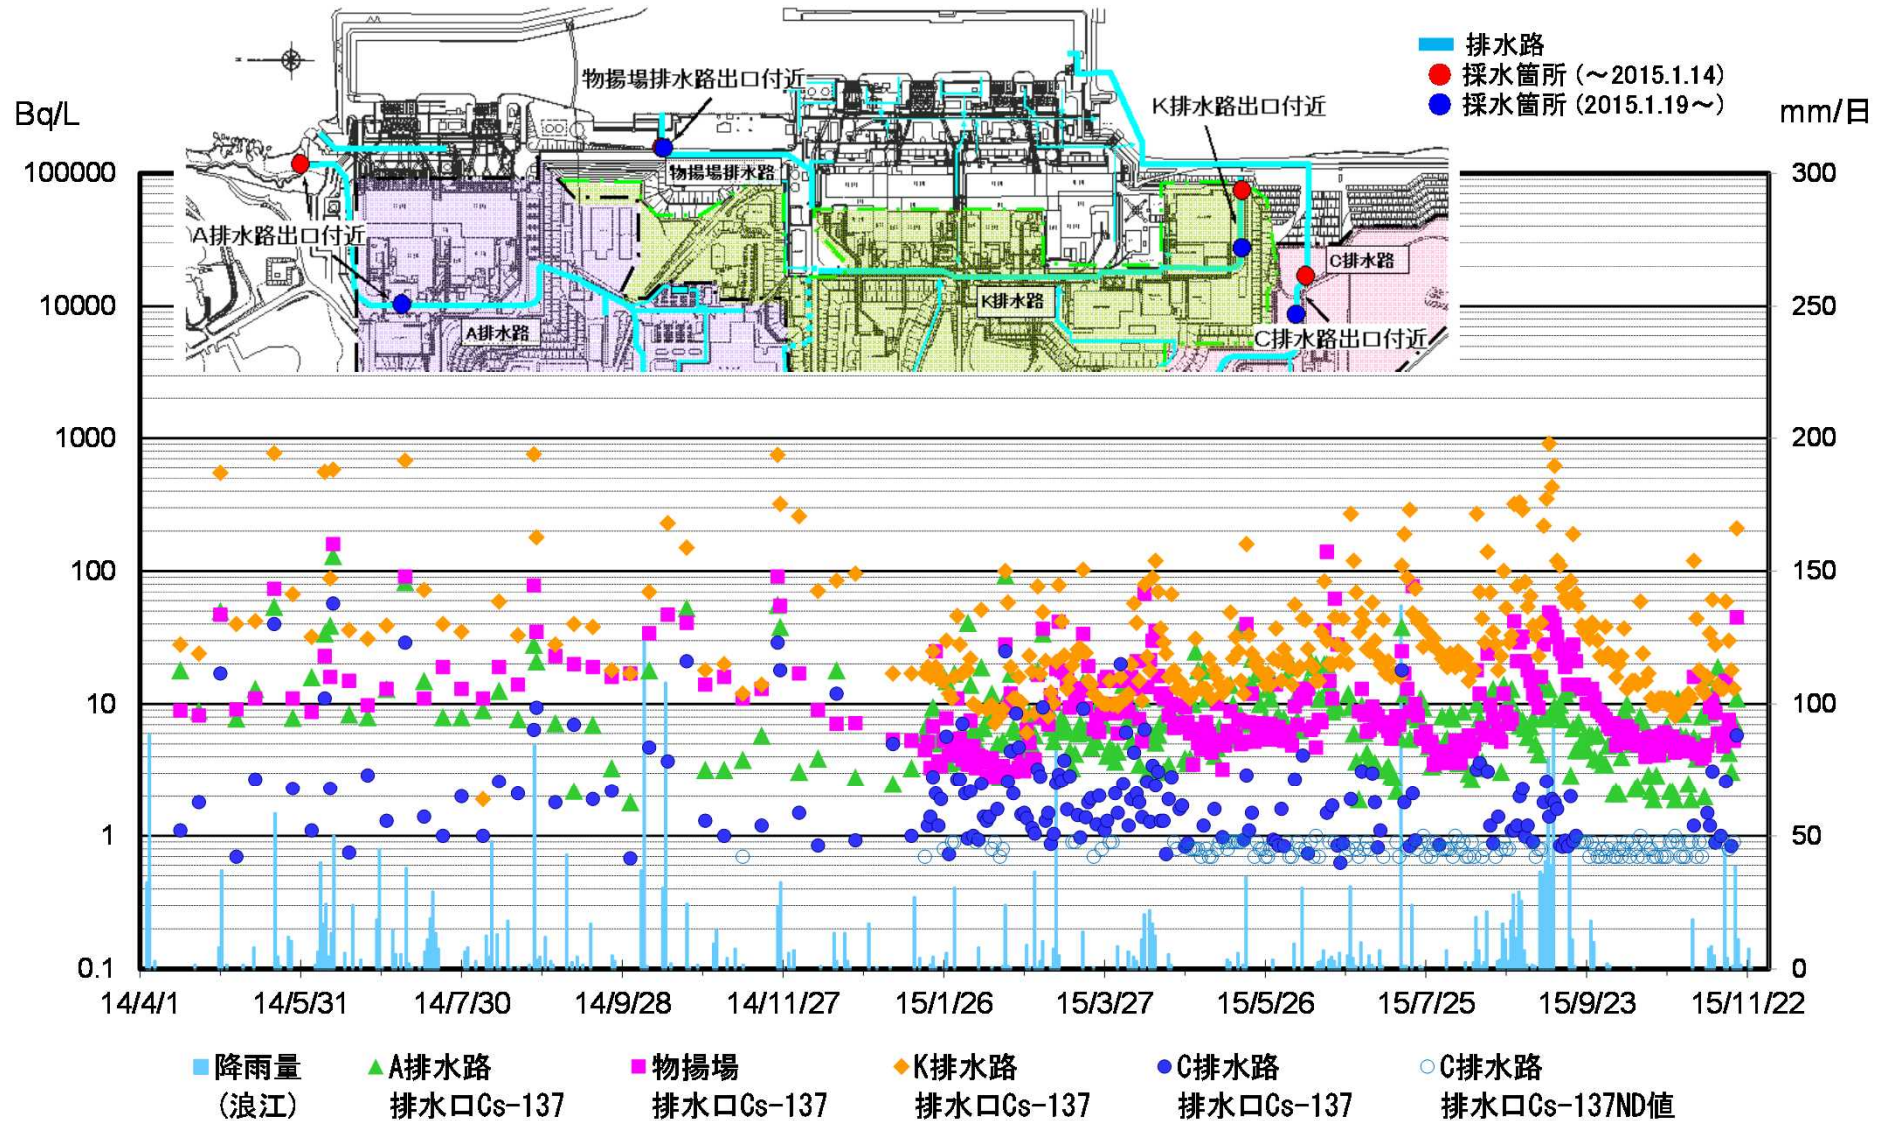 排水路
採水箇所 (～2015.1.14)
採水箇所 (2015.1.19～)
物揚場排水路出口付近
K排水路出口付近
Bq/L
mm/日
物揚場排水路
A排水路出口付近
C排水路
K排水路
A排水路
C排水路出口付近
100000
10000
1000
100
10
1
0.1
300
250
200
150
100
50
0
14/4/1
14/5/31
14/7/30
14/9/28
14/11/27
15/1/26
15/3/27
15/5/26
15/7/25
15/9/23
15/11/22
降雨量
(浪江)
A排水路
排水口Cs-137
物揚場
排水口Cs-137
K排水路
排水口Cs-137
C排水路
排水口Cs-137
C排水路
排水口Cs-137ND値